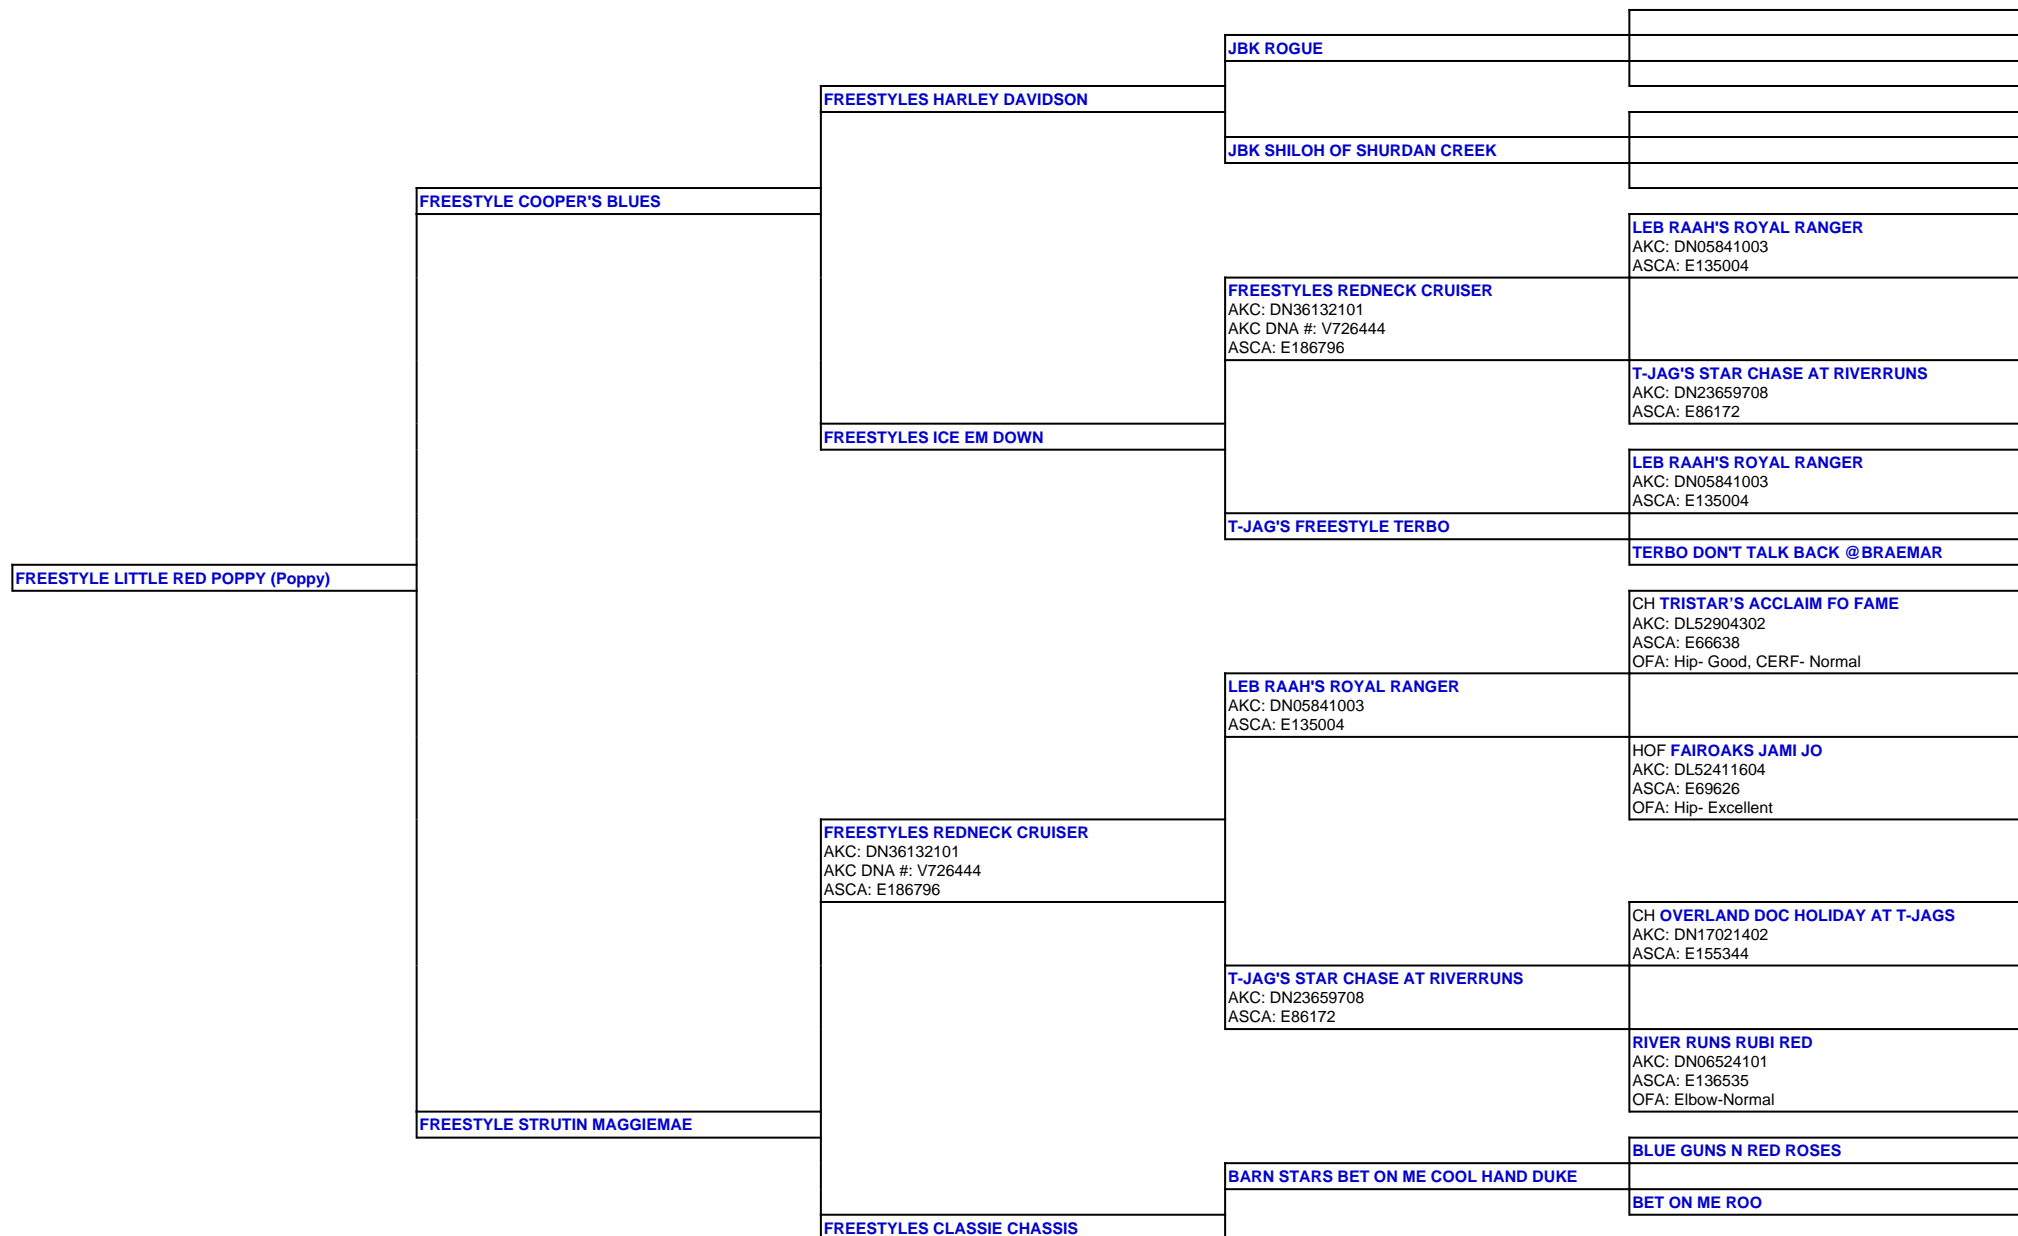 JBK ROGUE
FREESTYLES HARLEY DAVIDSON
JBK SHILOH OF SHURDAN CREEK
FREESTYLE COOPER'S BLUES
LEB RAAH'S ROYAL RANGER
AKC: DN05841003
ASCA: E135004
FREESTYLES REDNECK CRUISER
AKC: DN36132101
AKC DNA #: V726444
ASCA: E186796
T-JAG'S STAR CHASE AT RIVERRUNS
AKC: DN23659708
ASCA: E86172
FREESTYLES ICE EM DOWN
LEB RAAH'S ROYAL RANGER
AKC: DN05841003
ASCA: E135004
T-JAG'S FREESTYLE TERBO
TERBO DON'T TALK BACK @BRAEMAR
FREESTYLE LITTLE RED POPPY (Poppy)
CH TRISTAR’S ACCLAIM FO FAME
AKC: DL52904302
ASCA: E66638
OFA: Hip- Good, CERF- Normal
LEB RAAH'S ROYAL RANGER
AKC: DN05841003
ASCA: E135004
HOF FAIROAKS JAMI JO
AKC: DL52411604
ASCA: E69626
OFA: Hip- Excellent
FREESTYLES REDNECK CRUISER
AKC: DN36132101
AKC DNA #: V726444
ASCA: E186796
CH OVERLAND DOC HOLIDAY AT T-JAGS
AKC: DN17021402
ASCA: E155344
T-JAG'S STAR CHASE AT RIVERRUNS
AKC: DN23659708
ASCA: E86172
RIVER RUNS RUBI RED
AKC: DN06524101
ASCA: E136535
OFA: Elbow-Normal
FREESTYLE STRUTIN MAGGIEMAE
BLUE GUNS N RED ROSES
BARN STARS BET ON ME COOL HAND DUKE
BET ON ME ROO
FREESTYLES CLASSIE CHASSIS